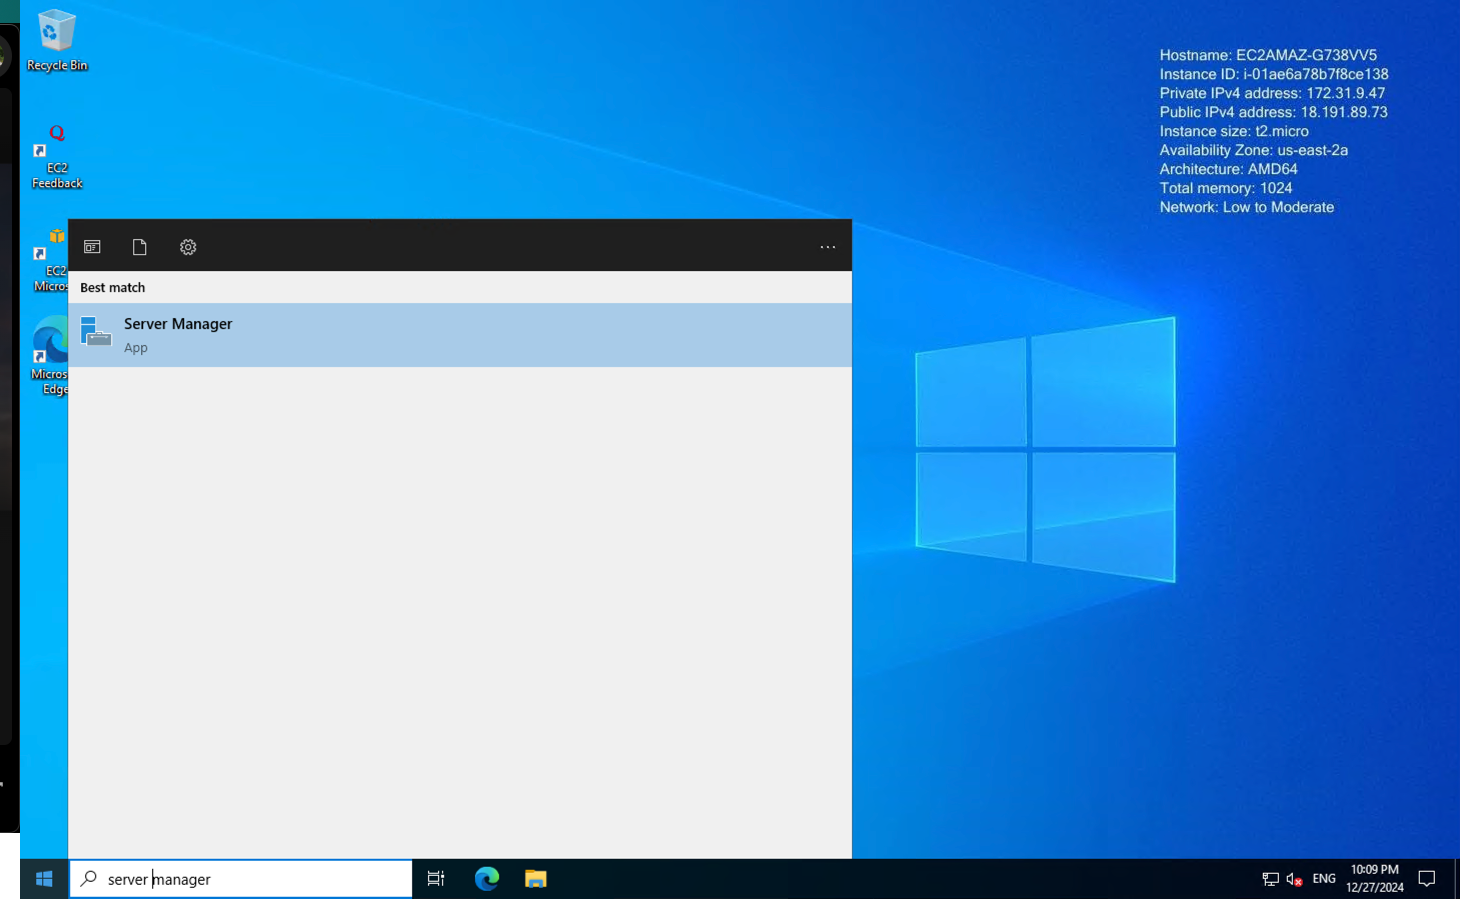 Recycle Bin
Q
EC2
Feedback
EC2
Micros
Micros
Edge
Hostname: EC2AMAZ-G738VV5
Instance ID: i-01ae6a78b7f8ce138
Private IPv4 address: 172.31.9.47
Public IPv4 address: 18.191.89.73
Instance size: t2.micro
Availability Zone: us-east-2a
Architecture: AMD64
Total memory: 1024
Network: Low to Moderate
Best match
Server Manager
App
server manager
ENG
10:09 PM
12/27/2024